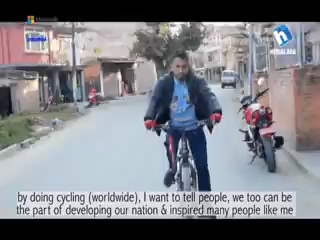 by doing cycling (worldwide), I want to tell people, we too can be
the part of developing our nation & inspired many people like me